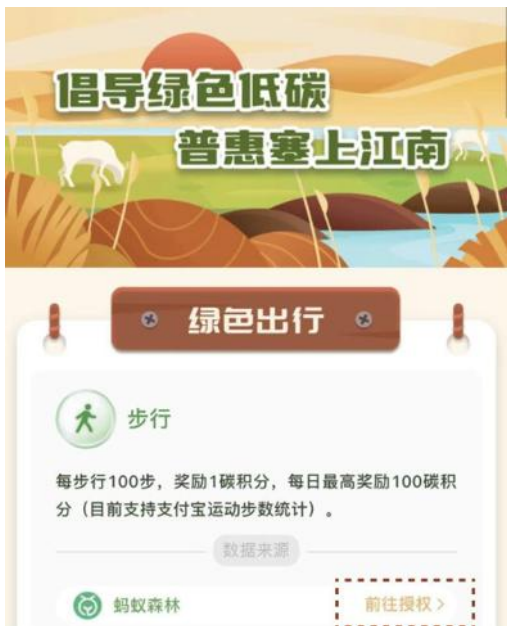 倡导绿色低碳
普惠塞上江南
绿色出行
步行
每步行100步，奖励1碳积分，每日最高奖励100碳积
分（目前支持支付宝运动步数统计）。
数据来源
蚂蚁森林
前往授权 >